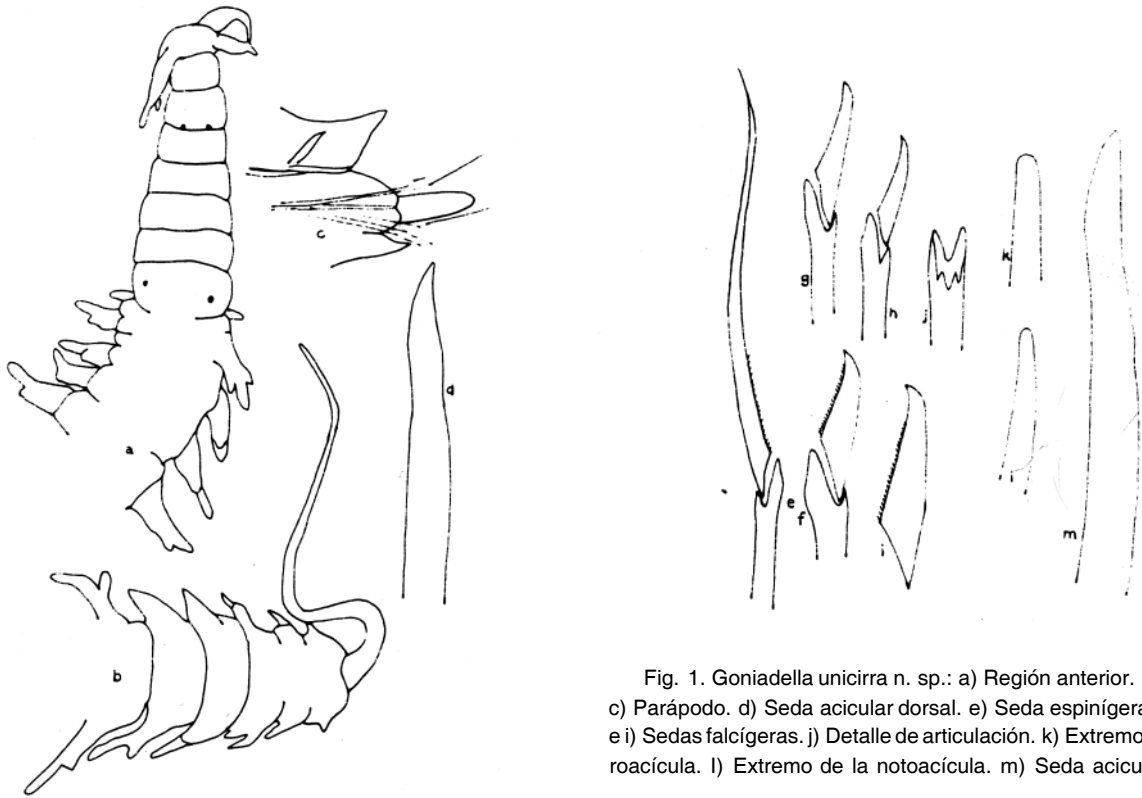 c
a
d
b
g
h
j
k
e
f
i
m
Fig. 1. Goniadella unicirra n. sp.: a) Región anterior.
c) Parápodo. d) Seda acicular dorsal. e) Seda espinígera
e i) Sedas falcígeras. j) Detalle de articulación. k) Extremo
roacícula. l) Extremo de la notoacícula. m) Seda acicu